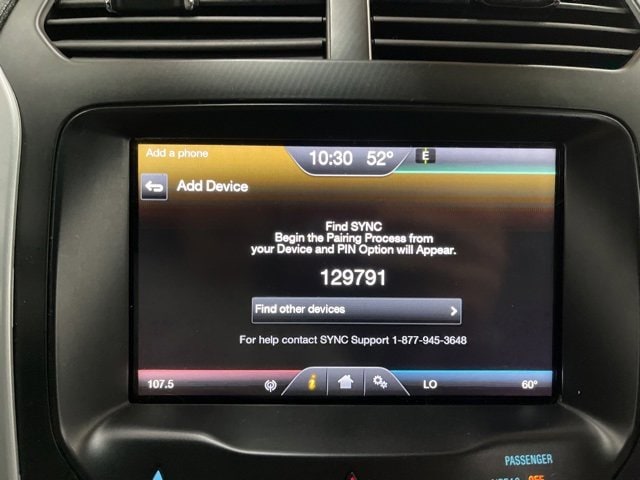 Add a phone
10:30 52° E
Add Device
Find SYNC
Begin the Pairing Process from
your Device and PIN Option will Appear.
129791
Find other devices
For help contact SYNC Support 1-877-945-3648
107.5 i LO 60°
PASSENGER
AIRBAG OFF